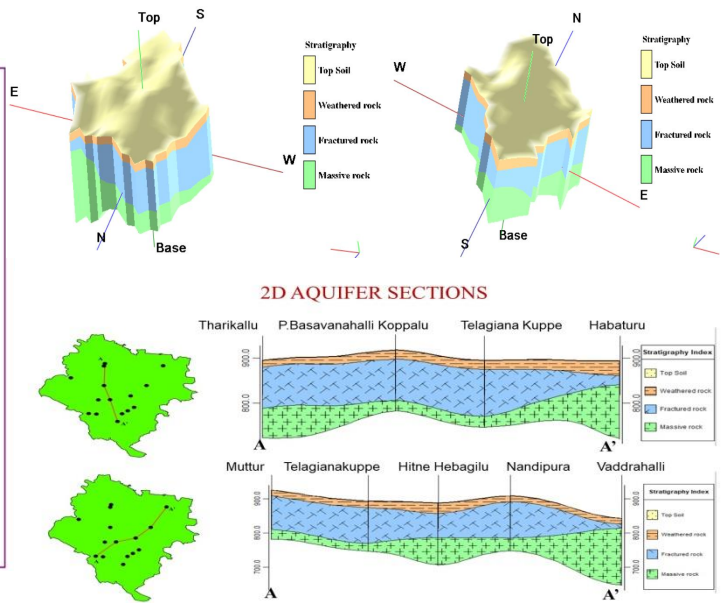 Top
S
E
W
N
Base
Stratigraphy
Top Soil
Weathered rock
Fractured rock
Massive rock
N
Top
W
E
S
Base
Stratigraphy
Top Soil
Weathered rock
Fractured rock
Massive rock
2D AQUIFER SECTIONS
Tharikallu P.Basavanahalli Koppalu Telagiana Kuppe Habaturu
900.0
800.0
A
A'
900.0
800.0
Stratigraphy Index
Top Soil
Weathered rock
Fractured rock
Massive rock
Muttur Telagianakuppe Hitne Hebagilu Nandipura Vaddrahalli
900.0
800.0
700.0
A
A'
900.0
800.0
700.0
Stratigraphy Index
Top Soil
Weathered rock
Fractured rock
Massive rock